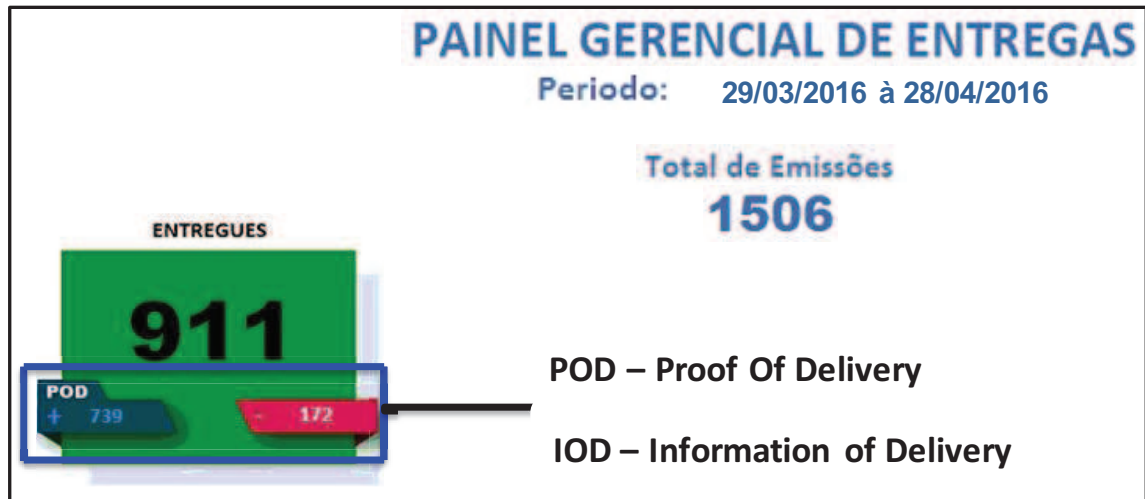 PAINEL GERENCIAL DE ENTREGAS
Periodo: 29/03/2016 à 28/04/2016
Total de Emissões
1506
ENTREGUES
911
POD
+ 739
- 172
POD – Proof Of Delivery
IOD – Information of Delivery